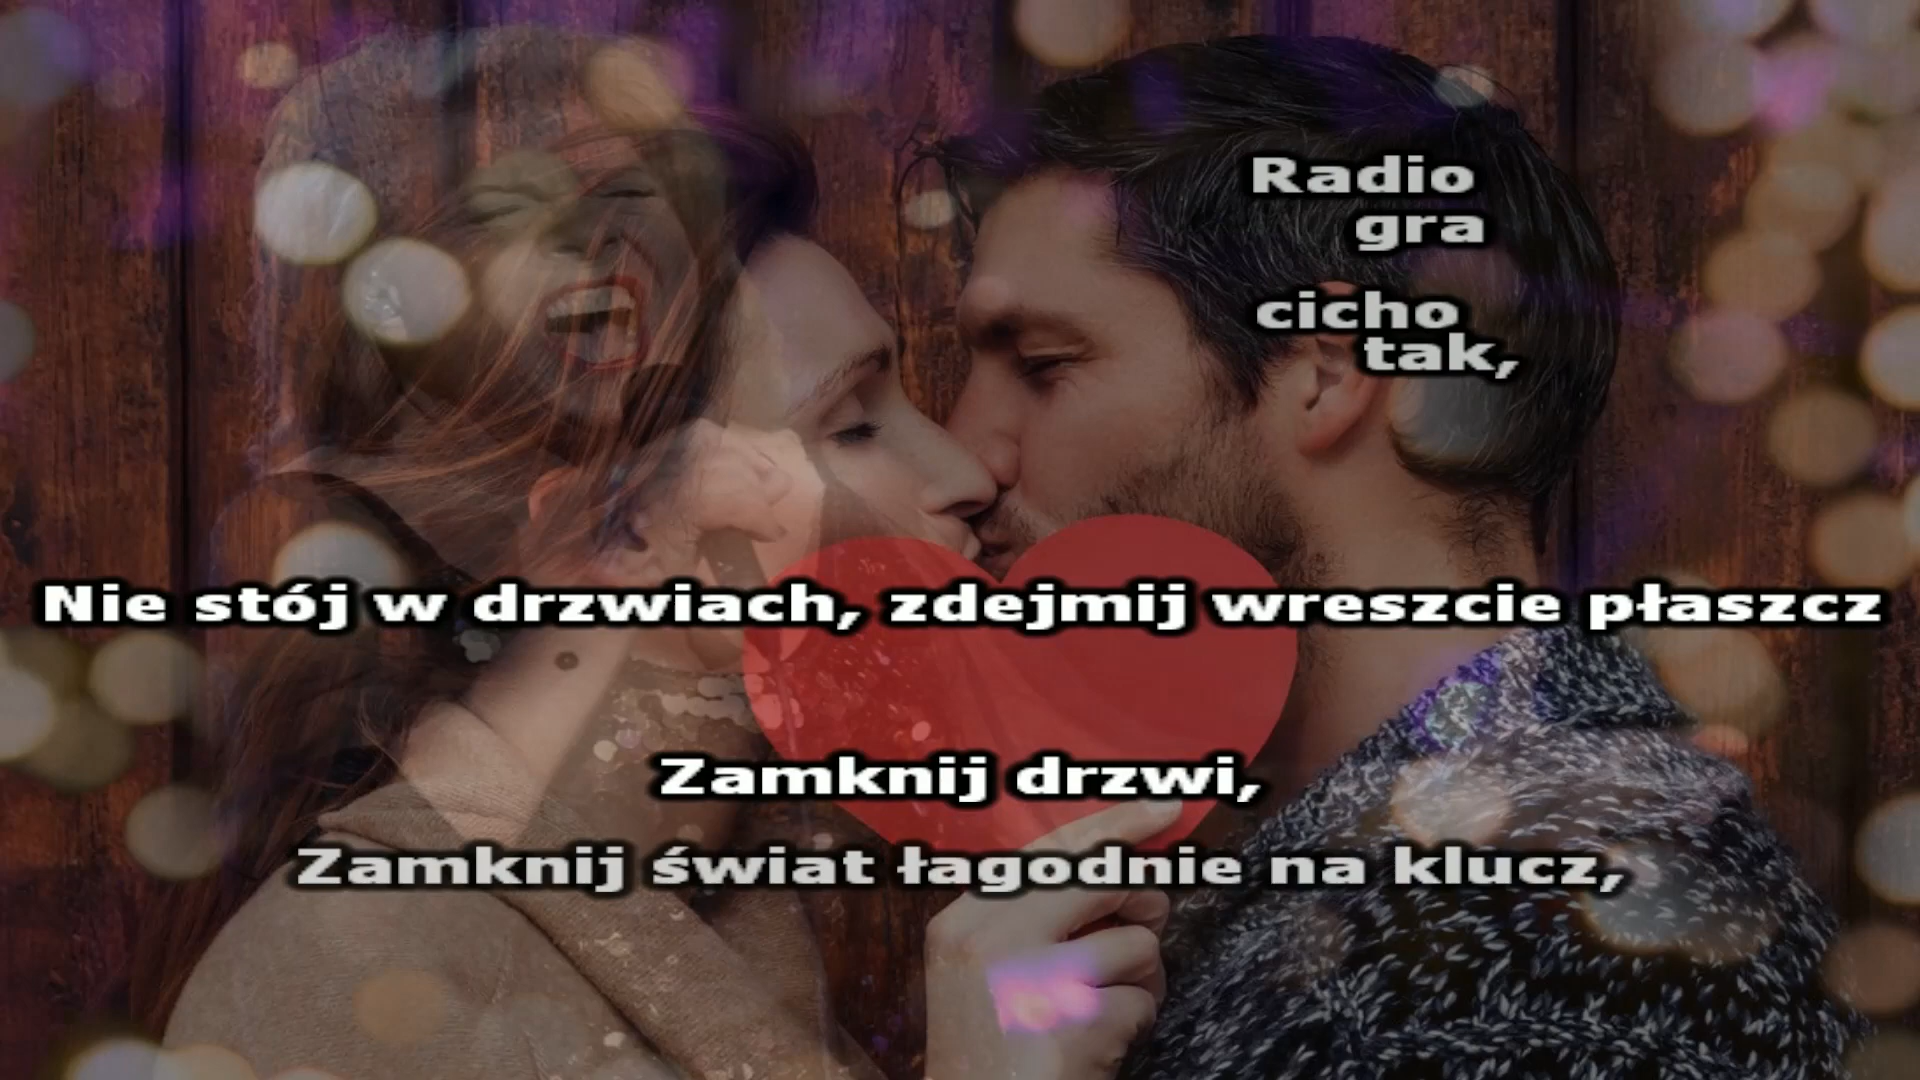 Radio
gra
cicho
tak,
Nie stój w drzwiach, zdejmij wreszcie płaszcz
Zamknij drzwi,
Zamknij świat łagodnie na klucz,